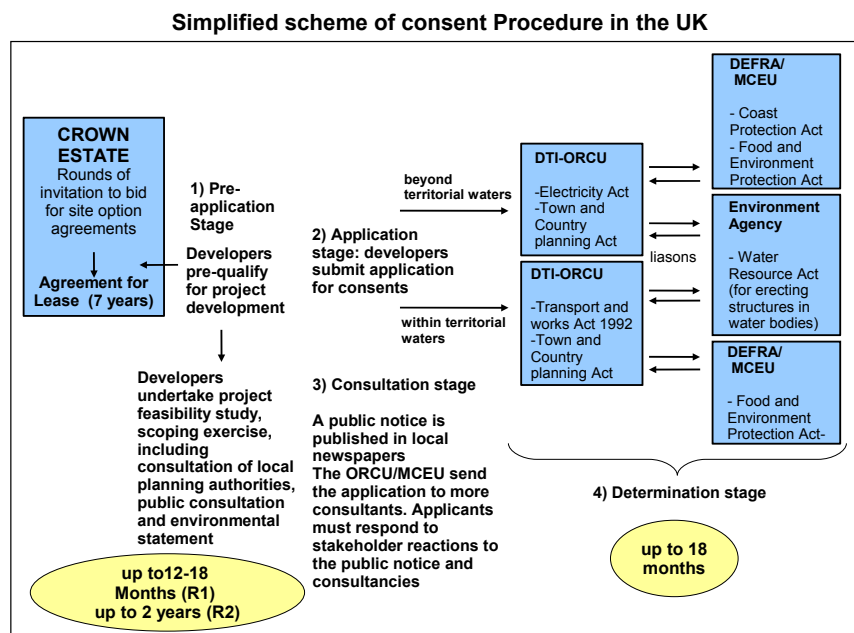 Simplified scheme of consent Procedure in the UK
CROWN
ESTATE
Rounds of
invitation to bid
for site option
agreements
Agreement for
Lease (7 years)
1) Pre-
application
Stage
Developers
pre-qualify
for project
development
Developers
undertake project
feasibility study,
scoping exercise,
including
consultation of local
planning authorities,
public consultation
and environmental
statement
up to12-18
Months (R1)
up to 2 years (R2)
beyond
territorial waters
2) Application
stage: developers
submit application
for consents
within territorial
waters
3) Consultation stage
A public notice is
published in local
newspapers
The ORCU/MCEU send
the application to more
consultants. Applicants
must respond to
stakeholder reactions to
the public notice and
consultancies
DTI-ORCU
-Electricity Act
-Town and
Country
planning Act
DTI-ORCU
-Transport and
works Act 1992
-Town and
Country
planning Act
liasons
DEFRA/
MCEU
- Coast
Protection Act
- Food and
Environment
Protection Act
Environment
Agency
- Water
Resource Act
(for erecting
structures in
water bodies)
DEFRA/
MCEU
- Food and
Environment
Protection Act-
4) Determination stage
up to 18
months